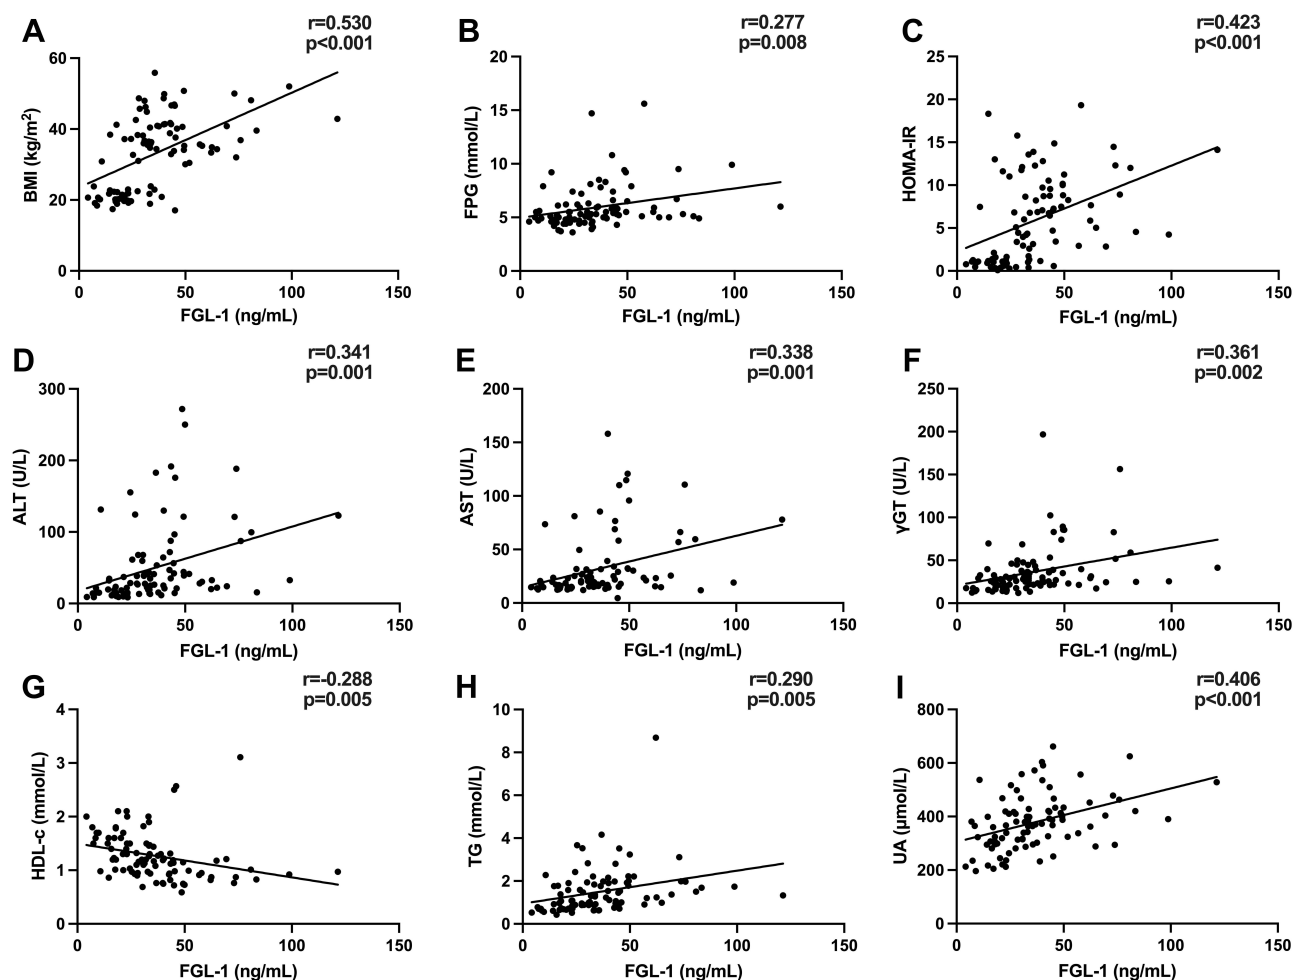 A
r=0.530
p<0.001
BMI (kg/m²)
60
40
20
0
0 50 100 150
FGL-1 (ng/mL)
B
r=0.277
p=0.008
FPG (mmol/L)
20
15
10
5
0
0 50 100 150
FGL-1 (ng/mL)
C
r=0.423
p<0.001
HOMA-IR
25
20
15
10
5
0
0 50 100 150
FGL-1 (ng/mL)
D
r=0.341
p=0.001
ALT (U/L)
300
200
100
0
0 50 100 150
FGL-1 (ng/mL)
E
r=0.338
p=0.001
AST (U/L)
200
150
100
50
0
0 50 100 150
FGL-1 (ng/mL)
F
r=0.361
p=0.002
γGT (U/L)
250
200
150
100
50
0
0 50 100 150
FGL-1 (ng/mL)
G
r=-0.288
p=0.005
HDL-c (mmol/L)
4
3
2
1
0
0 50 100 150
FGL-1 (ng/mL)
H
r=0.290
p=0.005
TG (mmol/L)
10
8
6
4
2
0
0 50 100 150
FGL-1 (ng/mL)
I
r=0.406
p<0.001
UA (μmol/L)
800
600
400
200
0
0 50 100 150
FGL-1 (ng/mL)